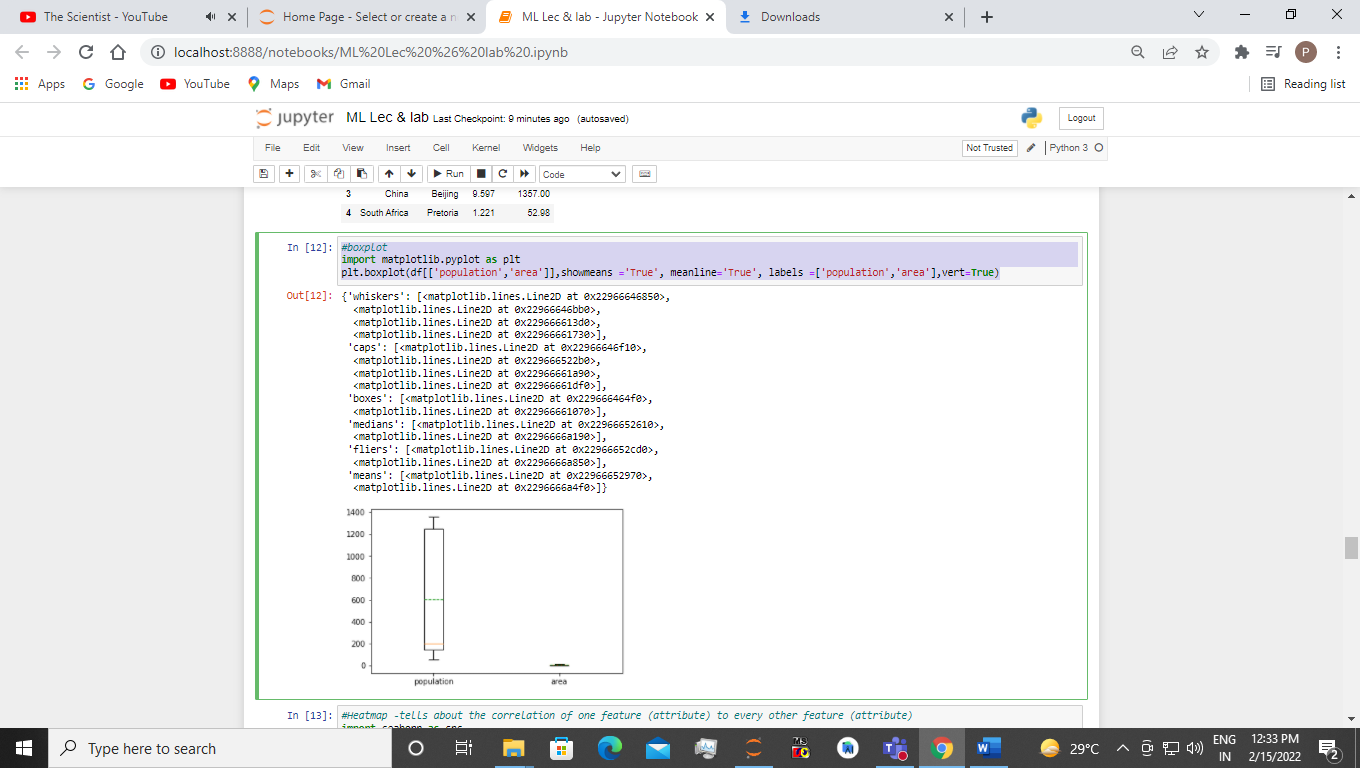 The Scientist - YouTube
Home Page - Select or create a n
ML Lec & lab - Jupyter Notebook
Downloads
localhost:8888/notebooks/ML%20Lec%20%26%20lab%20.ipynb
P
Apps
Google
YouTube
Maps
Gmail
Reading list
jupyter ML Lec & lab Last Checkpoint: 9 minutes ago (autosaved)
Logout
File Edit View Insert Cell Kernel Widgets Help
Not Trusted
Python 3
Run
Code
3 China Beijing 9.597 1357.00
4 South Africa Pretoria 1.221 52.98
In [12]: #boxplot
import matplotlib.pyplot as plt
plt.boxplot(df[['population','area']],showmeans ='True', meanline='True', labels =['population','area'],vert=True)
Out[12]: {'whiskers': [<matplotlib.lines.Line2D at 0x22966646850>,
<matplotlib.lines.Line2D at 0x22966646bb0>,
<matplotlib.lines.Line2D at 0x229666613d0>,
<matplotlib.lines.Line2D at 0x22966661730>],
'caps': [<matplotlib.lines.Line2D at 0x22966646f10>,
<matplotlib.lines.Line2D at 0x229666522b0>,
<matplotlib.lines.Line2D at 0x22966661a90>,
<matplotlib.lines.Line2D at 0x22966661df0>],
'boxes': [<matplotlib.lines.Line2D at 0x229666464f0>,
<matplotlib.lines.Line2D at 0x22966661070>],
'medians': [<matplotlib.lines.Line2D at 0x22966652610>,
<matplotlib.lines.Line2D at 0x2296666a190>],
'fliers': [<matplotlib.lines.Line2D at 0x22966652cd0>,
<matplotlib.lines.Line2D at 0x2296666a850>],
'means': [<matplotlib.lines.Line2D at 0x22966652970>,
<matplotlib.lines.Line2D at 0x2296666a4f0>]}
1400
1200
1000
800
600
400
200
0
population area
In [13]: #Heatmap -tells about the correlation of one feature (attribute) to every other feature (attribute)
Type here to search
29°C
ENG
IN
12:33 PM
2/15/2022
2